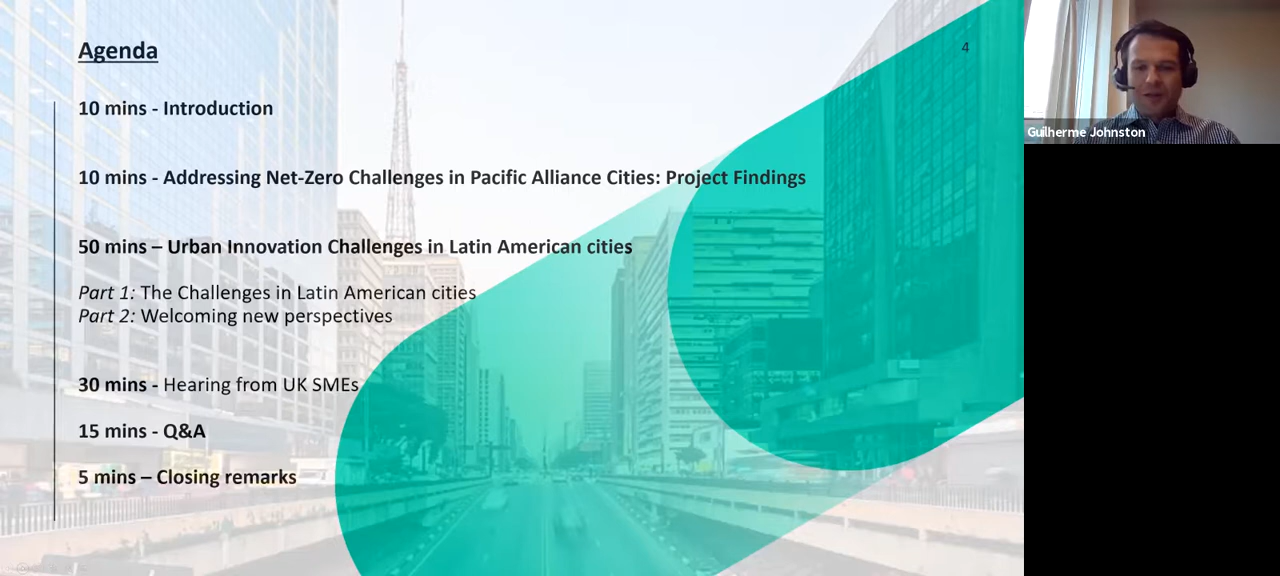 Agenda
4
10 mins - Introduction
10 mins - Addressing Net-Zero Challenges in Pacific Alliance Cities: Project Findings
50 mins – Urban Innovation Challenges in Latin American cities
Part 1: The Challenges in Latin American cities
Part 2: Welcoming new perspectives
30 mins - Hearing from UK SMEs
15 mins - Q&A
5 mins – Closing remarks
Guilherme Johnston